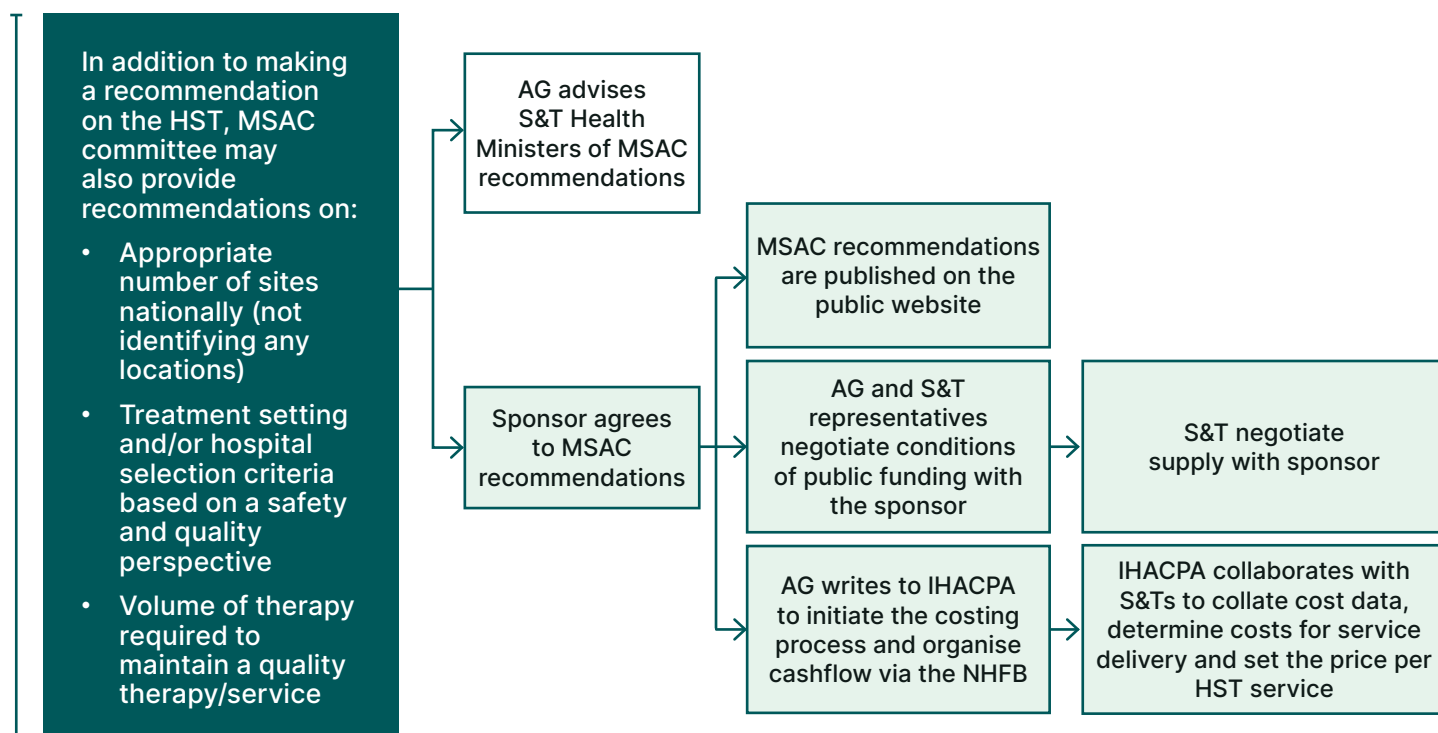 In addition to making
a recommendation
on the HST, MSAC
committee may
also provide
recommendations on:
• Appropriate
number of sites
nationally (not
identifying any
locations)
• Treatment setting
and/or hospital
selection criteria
based on a safety
and quality
perspective
• Volume of therapy
required to
maintain a quality
therapy/service
AG advises
S&T Health
Ministers of MSAC
recommendations
Sponsor agrees
to MSAC
recommendations
MSAC recommendations
are published on the
public website
AG and S&T
representatives
negotiate conditions
of public funding with
the sponsor
S&T negotiate
supply with sponsor
AG writes to IHACPA
to initiate the costing
process and organise
cashflow via the NHFB
IHACPA collaborates with
S&Ts to collate cost data,
determine costs for service
delivery and set the price per
HST service